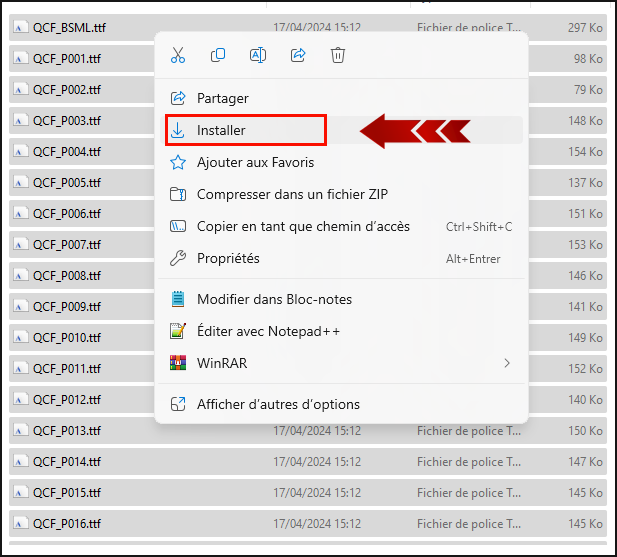 QCF_BSML.ttf 17/04/2024 15:12 Fichier de police T... 297 Ko
QCF_P001.ttf 98 Ko
QCF_P002.ttf 79 Ko
QCF_P003.ttf 148 Ko
QCF_P004.ttf 154 Ko
QCF_P005.ttf 137 Ko
QCF_P006.ttf 151 Ko
QCF_P007.ttf 153 Ko
QCF_P008.ttf 146 Ko
QCF_P009.ttf 141 Ko
QCF_P010.ttf 149 Ko
QCF_P011.ttf 152 Ko
QCF_P012.ttf 140 Ko
QCF_P013.ttf 17/04/2024 15:12 Fichier de police T... 150 Ko
QCF_P014.ttf 17/04/2024 15:12 Fichier de police T... 147 Ko
QCF_P015.ttf 17/04/2024 15:12 Fichier de police T... 145 Ko
QCF_P016.ttf 17/04/2024 15:12 Fichier de police T... 145 Ko
Partager
Installer
Ajouter aux Favoris
Compresser dans un fichier ZIP
Copier en tant que chemin d’accès Ctrl+Shift+C
Propriétés Alt+Entrer
Modifier dans Bloc-notes
Éditer avec Notepad++
WinRAR
Afficher d’autres d’options